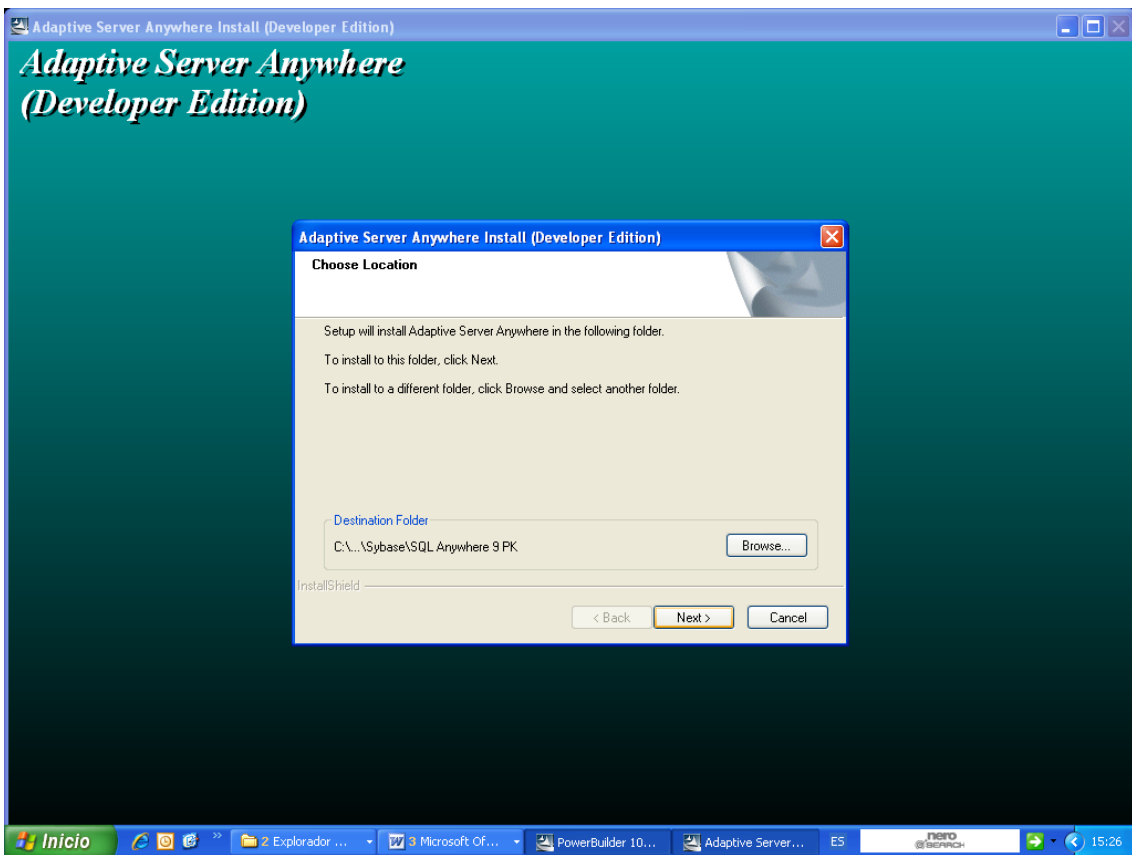 Adaptive Server Anywhere Install (Developer Edition)
Adaptive Server Anywhere
(Developer Edition)
Adaptive Server Anywhere Install (Developer Edition)
Choose Location
Setup will install Adaptive Server Anywhere in the following folder.
To install to this folder, click Next.
To install to a different folder, click Browse and select another folder.
Destination Folder
C:\...\Sybase\SQL Anywhere 9 PK
Browse...
InstallShield
< Back Next > Cancel
Inicio 2 Explorador ... 3 Microsoft Of... PowerBuilder 10... Adaptive Server... ES nero SEARCH 15:26